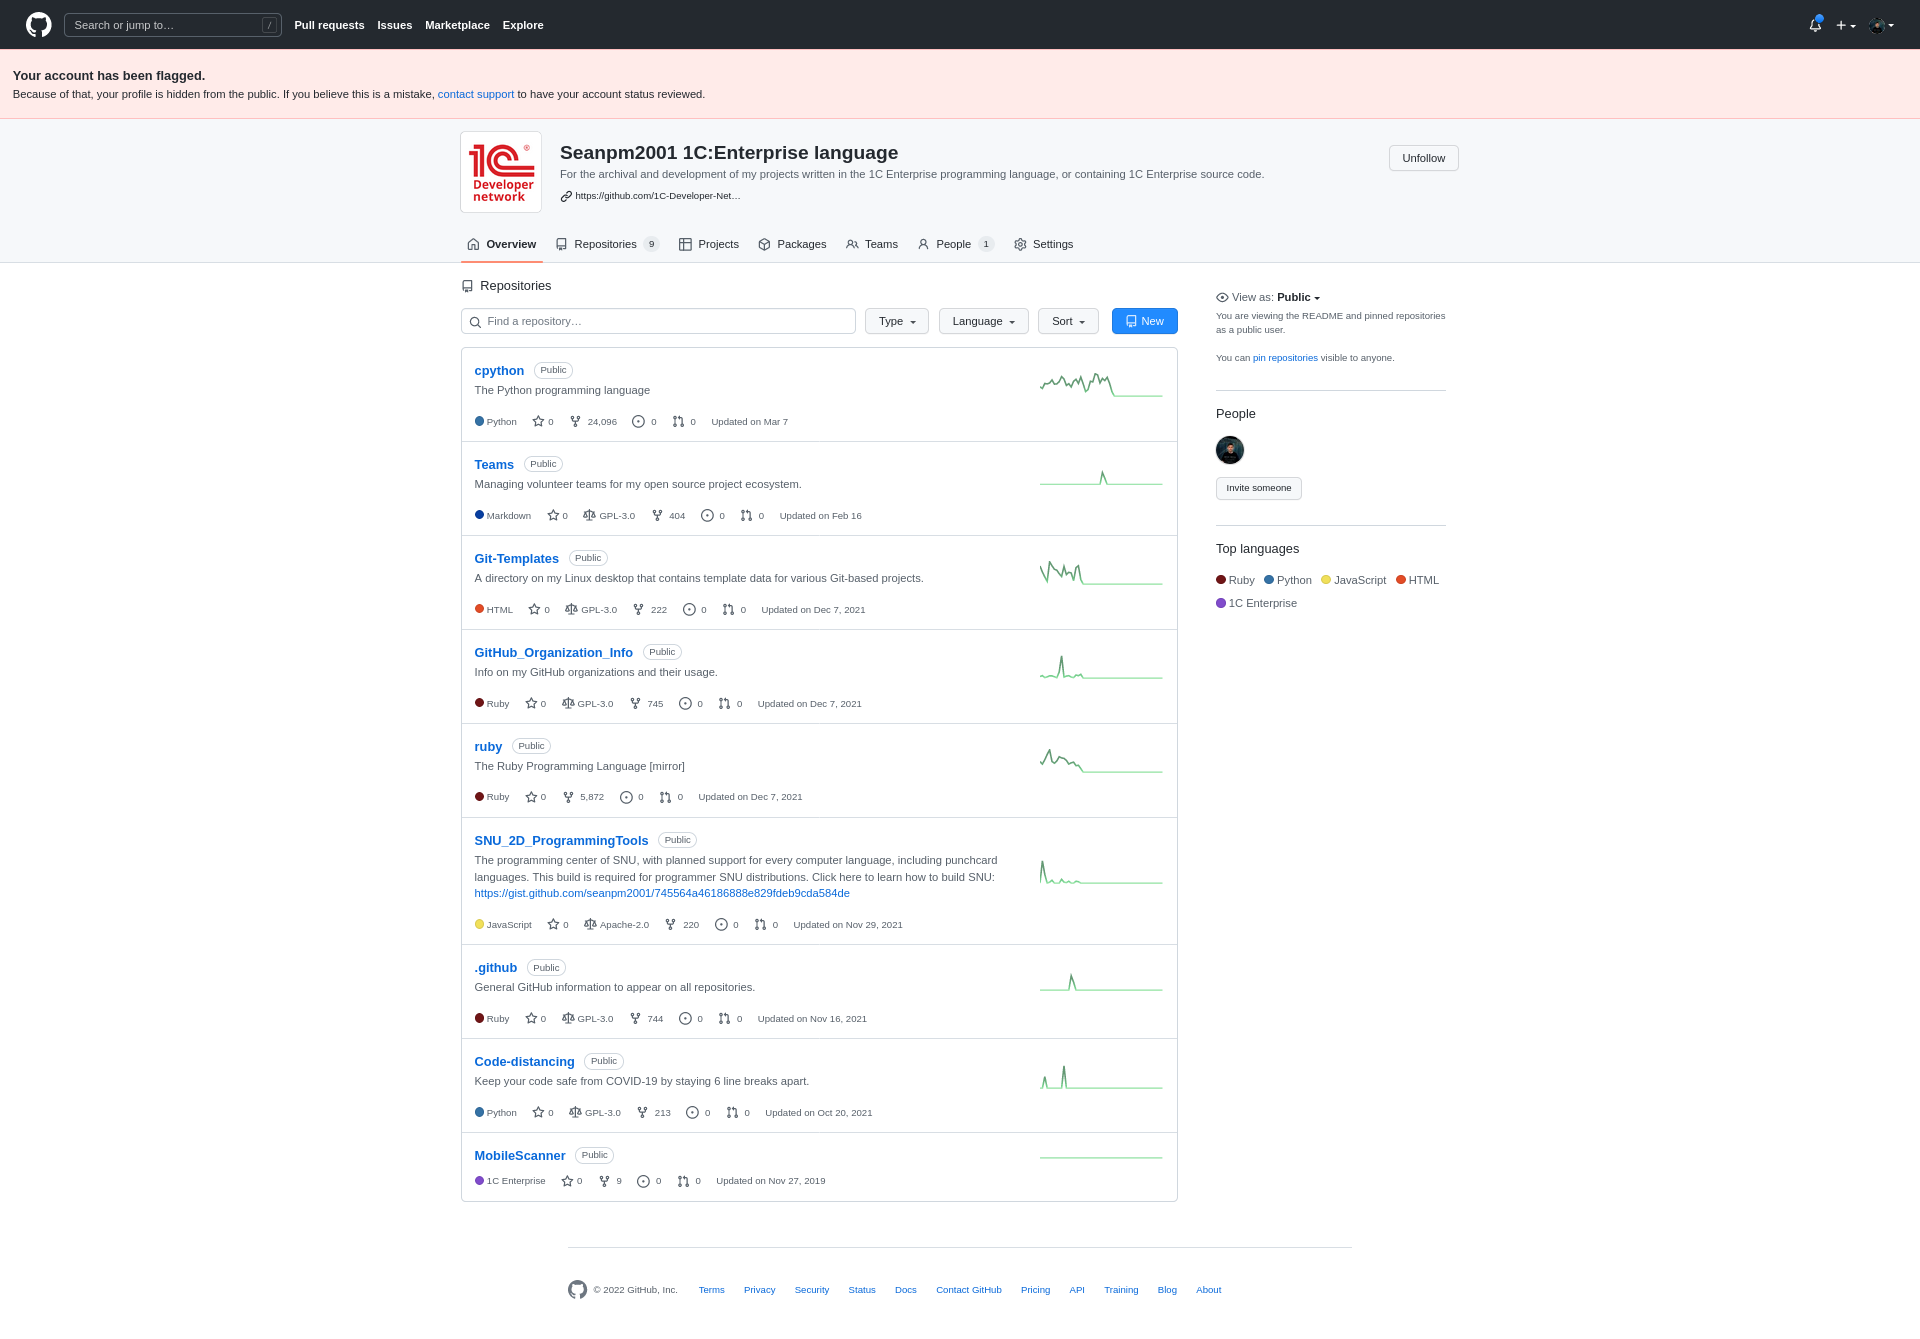 Search or jump to… /
Pull requests Issues Marketplace Explore
Your account has been flagged.
Because of that, your profile is hidden from the public. If you believe this is a mistake, contact support to have your account status reviewed.
1C ®
Developer
network
Seanpm2001 1C:Enterprise language
For the archival and development of my projects written in the 1C Enterprise programming language, or containing 1C Enterprise source code.
https://github.com/1C-Developer-Net…
Unfollow
Overview Repositories 9 Projects Packages Teams People 1 Settings
Repositories
Find a repository… Type Language Sort New
cpython Public
The Python programming language
Python 0 24,096 0 0 Updated on Mar 7
Teams Public
Managing volunteer teams for my open source project ecosystem.
Markdown 0 GPL-3.0 404 0 0 Updated on Feb 16
Git-Templates Public
A directory on my Linux desktop that contains template data for various Git-based projects.
HTML 0 GPL-3.0 222 0 0 Updated on Dec 7, 2021
GitHub_Organization_Info Public
Info on my GitHub organizations and their usage.
Ruby 0 GPL-3.0 745 0 0 Updated on Dec 7, 2021
ruby Public
The Ruby Programming Language [mirror]
Ruby 0 5,872 0 0 Updated on Dec 7, 2021
SNU_2D_ProgrammingTools Public
The programming center of SNU, with planned support for every computer language, including punchcard
languages. This build is required for programmer SNU distributions. Click here to learn how to build SNU:
https://gist.github.com/seanpm2001/745564a46186888e829fdeb9cda584de
JavaScript 0 Apache-2.0 220 0 0 Updated on Nov 29, 2021
.github Public
General GitHub information to appear on all repositories.
Ruby 0 GPL-3.0 744 0 0 Updated on Nov 16, 2021
Code-distancing Public
Keep your code safe from COVID-19 by staying 6 line breaks apart.
Python 0 GPL-3.0 213 0 0 Updated on Oct 20, 2021
MobileScanner Public
1C Enterprise 0 9 0 0 Updated on Nov 27, 2019
View as: Public
You are viewing the README and pinned repositories
as a public user.
You can pin repositories visible to anyone.
People
Invite someone
Top languages
Ruby Python JavaScript HTML
1C Enterprise
© 2022 GitHub, Inc. Terms Privacy Security Status Docs Contact GitHub Pricing API Training Blog About